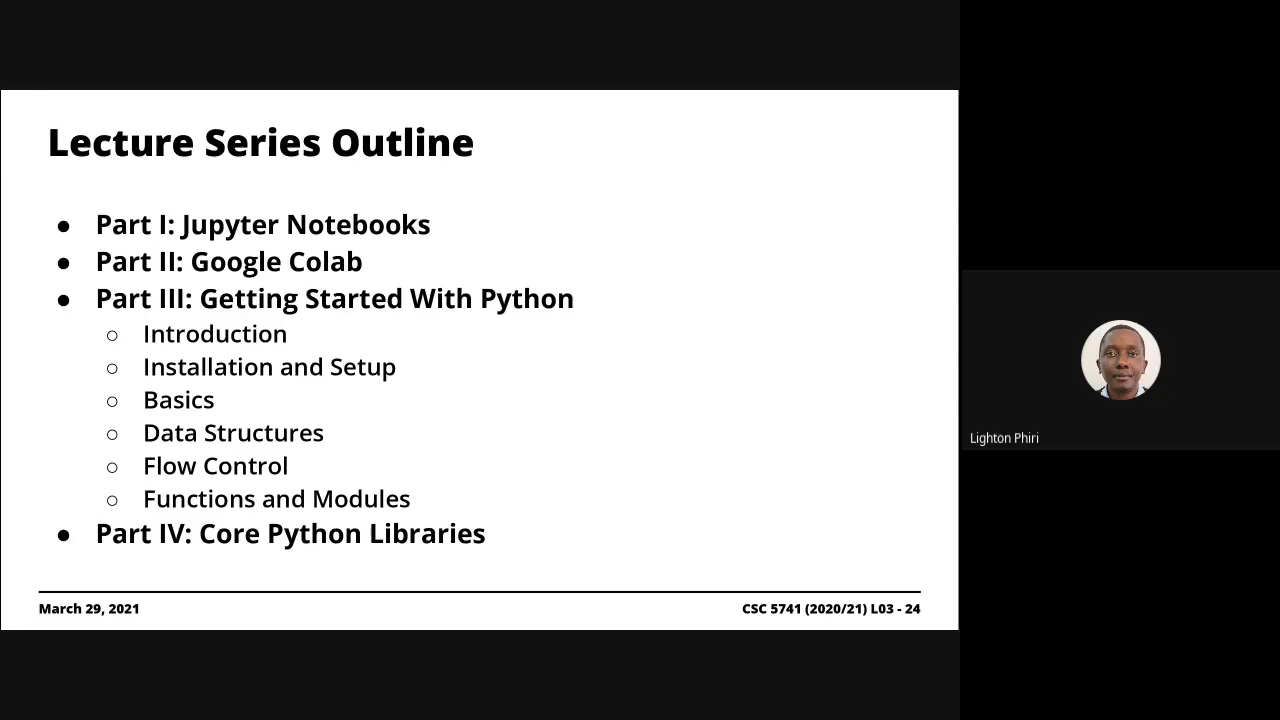 Lecture Series Outline
● Part I: Jupyter Notebooks
● Part II: Google Colab
● Part III: Getting Started With Python
○ Introduction
○ Installation and Setup
○ Basics
○ Data Structures
○ Flow Control
○ Functions and Modules
● Part IV: Core Python Libraries
March 29, 2021
CSC 5741 (2020/21) L03 - 24
Lighton Phiri